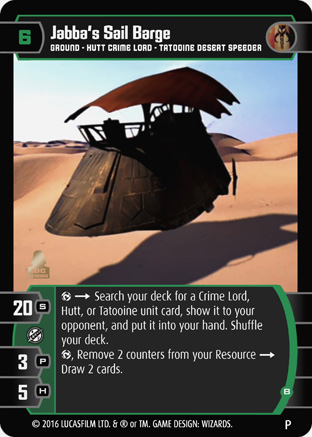 6
Jabba's Sail Barge
GROUND - HUTT CRIME LORD - TATOOINE DESERT SPEEDER
20 S
→ Search your deck for a Crime Lord,
Hutt, or Tatooine unit card, show it to your
opponent, and put it into your hand. Shuffle
your deck.
, Remove 2 counters from your Resource →
Draw 2 cards.
3 P
5 H
B
© 2016 LUCASFILM LTD. & ® or TM. GAME DESIGN: WIZARDS.
P